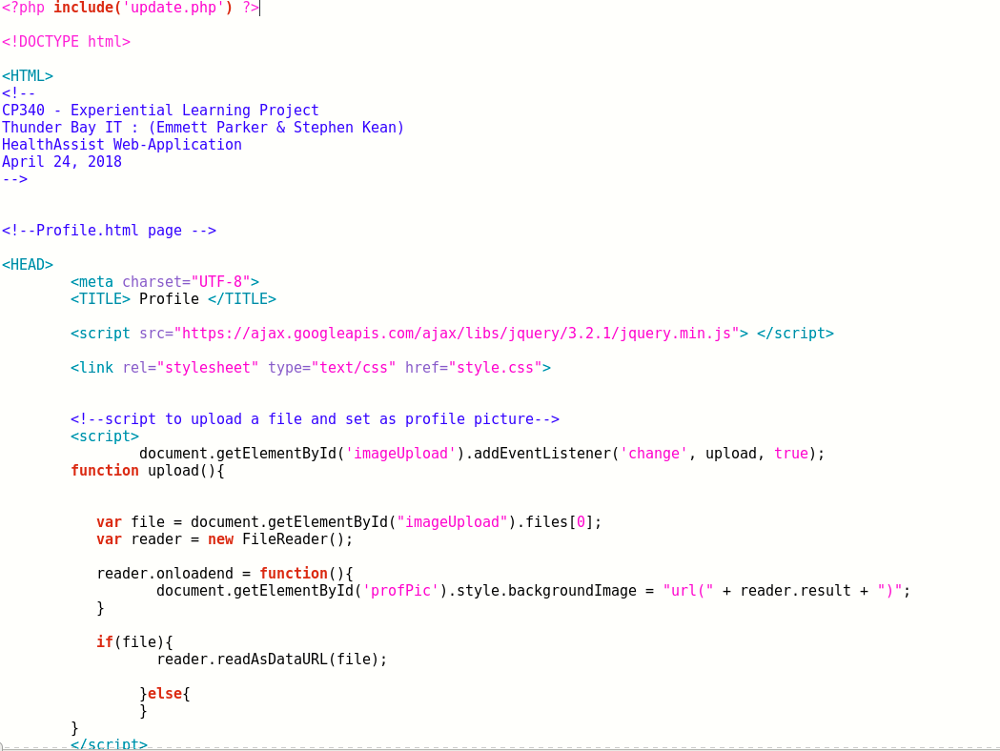 <?php include('update.php') ?>
<!DOCTYPE html>
<HTML>
<!--
CP340 - Experiential Learning Project
Thunder Bay IT : (Emmett Parker & Stephen Kean)
HealthAssist Web-Application
April 24, 2018
-->
<!--Profile.html page -->
<HEAD>
<meta charset="UTF-8">
<TITLE> Profile </TITLE>
<script src="https://ajax.googleapis.com/ajax/libs/jquery/3.2.1/jquery.min.js"> </script>
<link rel="stylesheet" type="text/css" href="style.css">
<!--script to upload a file and set as profile picture-->
<script>
document.getElementById('imageUpload').addEventListener('change', upload, true);
function upload(){
var file = document.getElementById("imageUpload").files[0];
var reader = new FileReader();
reader.onloadend = function(){
document.getElementById('profPic').style.backgroundImage = "url(" + reader.result + ")";
}
if(file){
reader.readAsDataURL(file);
}else{
}
}
</script>